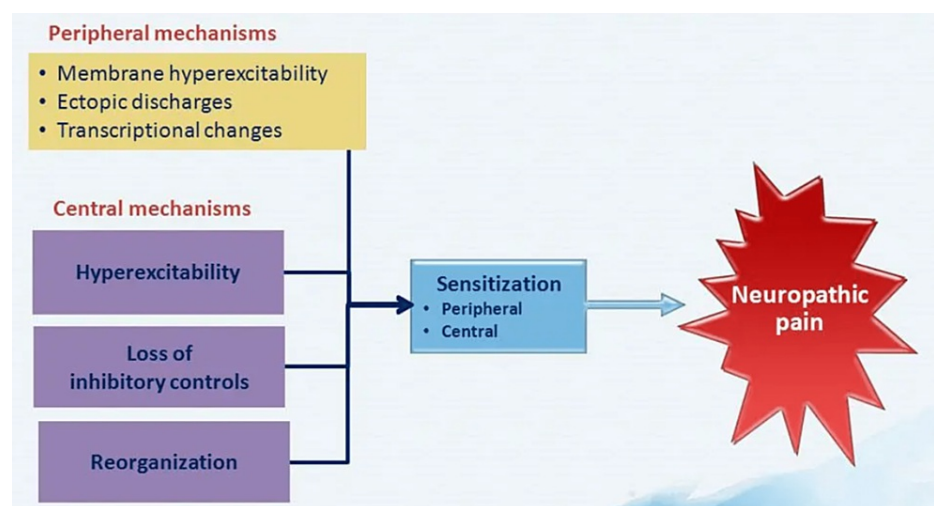 Peripheral mechanisms
• Membrane hyperexcitability
• Ectopic discharges
• Transcriptional changes
Central mechanisms
Hyperexcitability
Loss of
inhibitory controls
Reorganization
Sensitization
• Peripheral
• Central
Neuropathic
pain